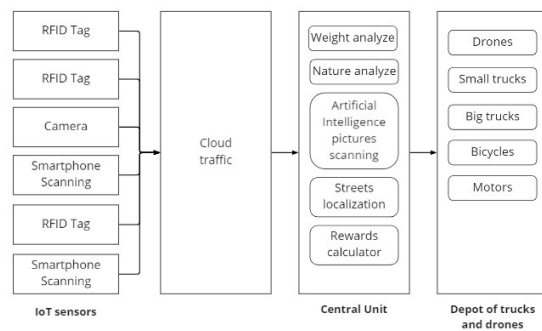 RFID Tag
RFID Tag
Camera
Smartphone
Scanning
RFID Tag
Smartphone
Scanning
IoT sensors
Cloud
traffic
Weight analyze
Nature analyze
Artificial
Intelligence
pictures
scanning
Streets
localization
Rewards
calculator
Central Unit
Drones
Small trucks
Big trucks
Bicycles
Motors
Depot of trucks
and drones